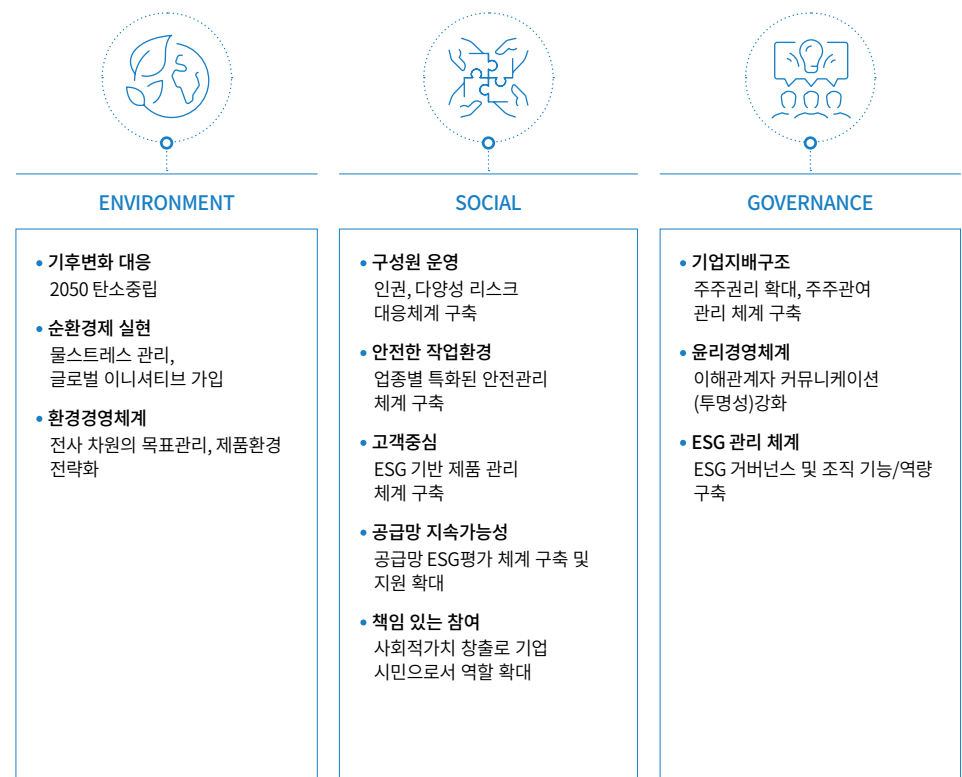 ENVIRONMENT
• 기후변화 대응
2050 탄소중립
• 순환경제 실현
물스트레스 관리,
글로벌 이니셔티브 가입
• 환경경영체계
전사 차원의 목표관리, 제품환경
전략화
SOCIAL
• 구성원 운영
인권, 다양성 리스크
대응체계 구축
• 안전한 작업환경
업종별 특화된 안전관리
체계 구축
• 고객중심
ESG 기반 제품 관리
체계 구축
• 공급망 지속가능성
공급망 ESG평가 체계 구축 및
지원 확대
• 책임 있는 참여
사회적가치 창출로 기업
시민으로서 역할 확대
GOVERNANCE
• 기업지배구조
주주권리 확대, 주주관여
관리 체계 구축
• 윤리경영체계
이해관계자 커뮤니케이션
(투명성)강화
• ESG 관리 체계
ESG 거버넌스 및 조직 기능/역량
구축